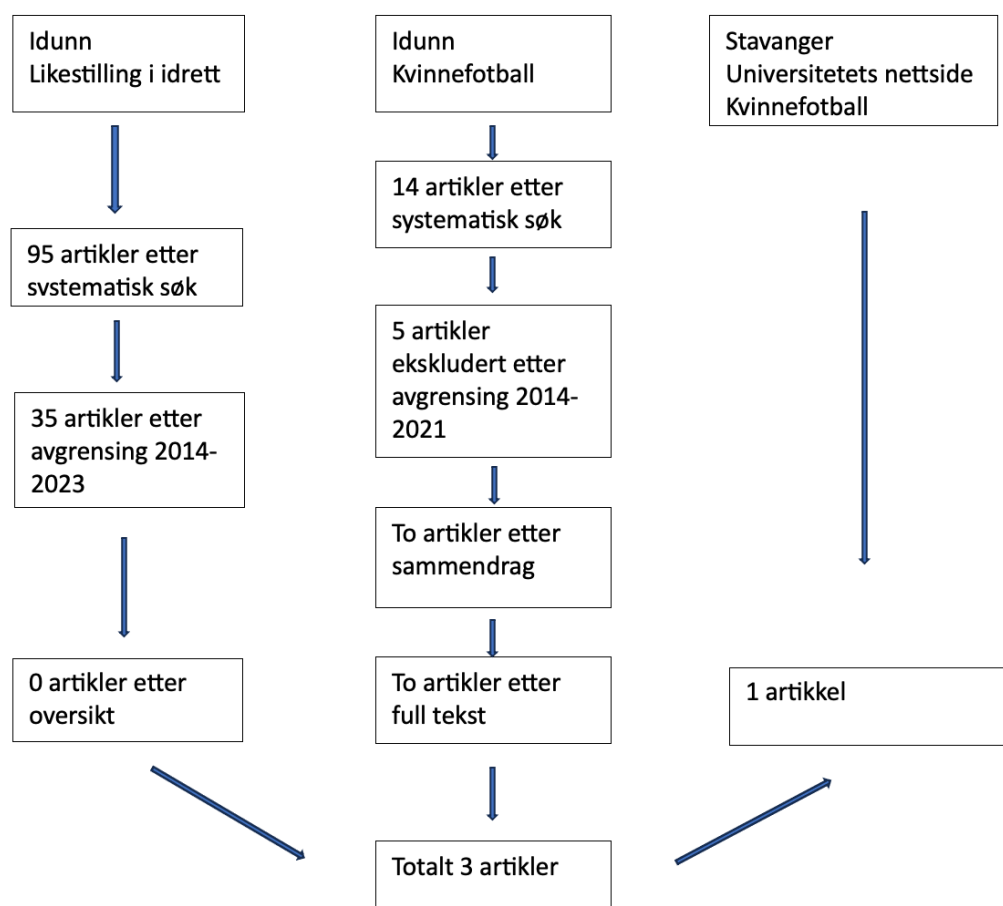 Idunn
Likestilling i idrett
95 artikler etter
svstematisk søk
35 artikler etter
avgrensing 2014-
2023
0 artikler etter
oversikt
Idunn
Kvinnefotball
14 artikler etter
systematisk søk
5 artikler
ekskludert etter
avgrensing 2014-
2021
To artikler etter
sammendrag
To artikler etter
full tekst
Totalt 3 artikler
Stavanger
Universitetets nettside
Kvinnefotball
1 artikkel